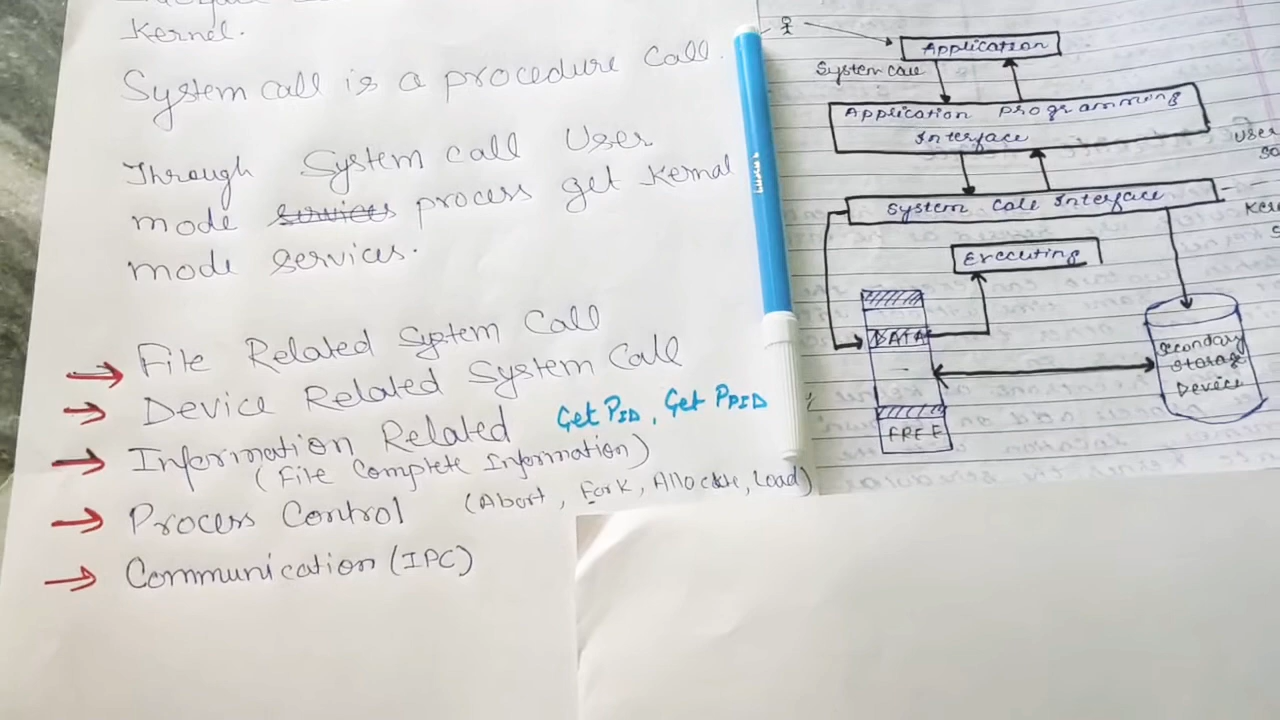 Kernel.
System call is a procedure call.
Through System call User
mode services process get Kernal
mode services.
File Related System Call
Device Related System Call
Information Related Get PID, Get PPID
(File Complete Information)
Process Control (Abort, Fork, Allocate, Load)
Communication (IPC)
Application
System call
Application programming
Interface
System Call Interface
Executing
DATA
FREE
Secondary
Storage
Device